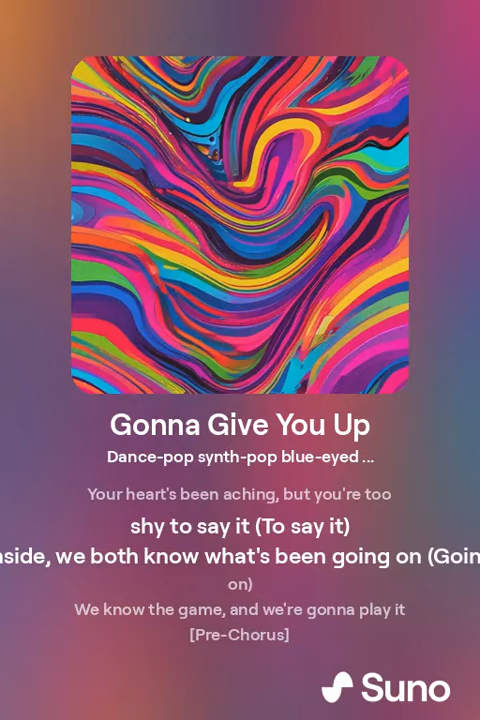 Gonna Give You Up
Dance-pop synth-pop blue-eyed ...
Your heart's been aching, but you're too
shy to say it (To say it)
we both know what's been going on
on)
We know the game, and we're gonna play it
[Pre-Chorus]
Suno